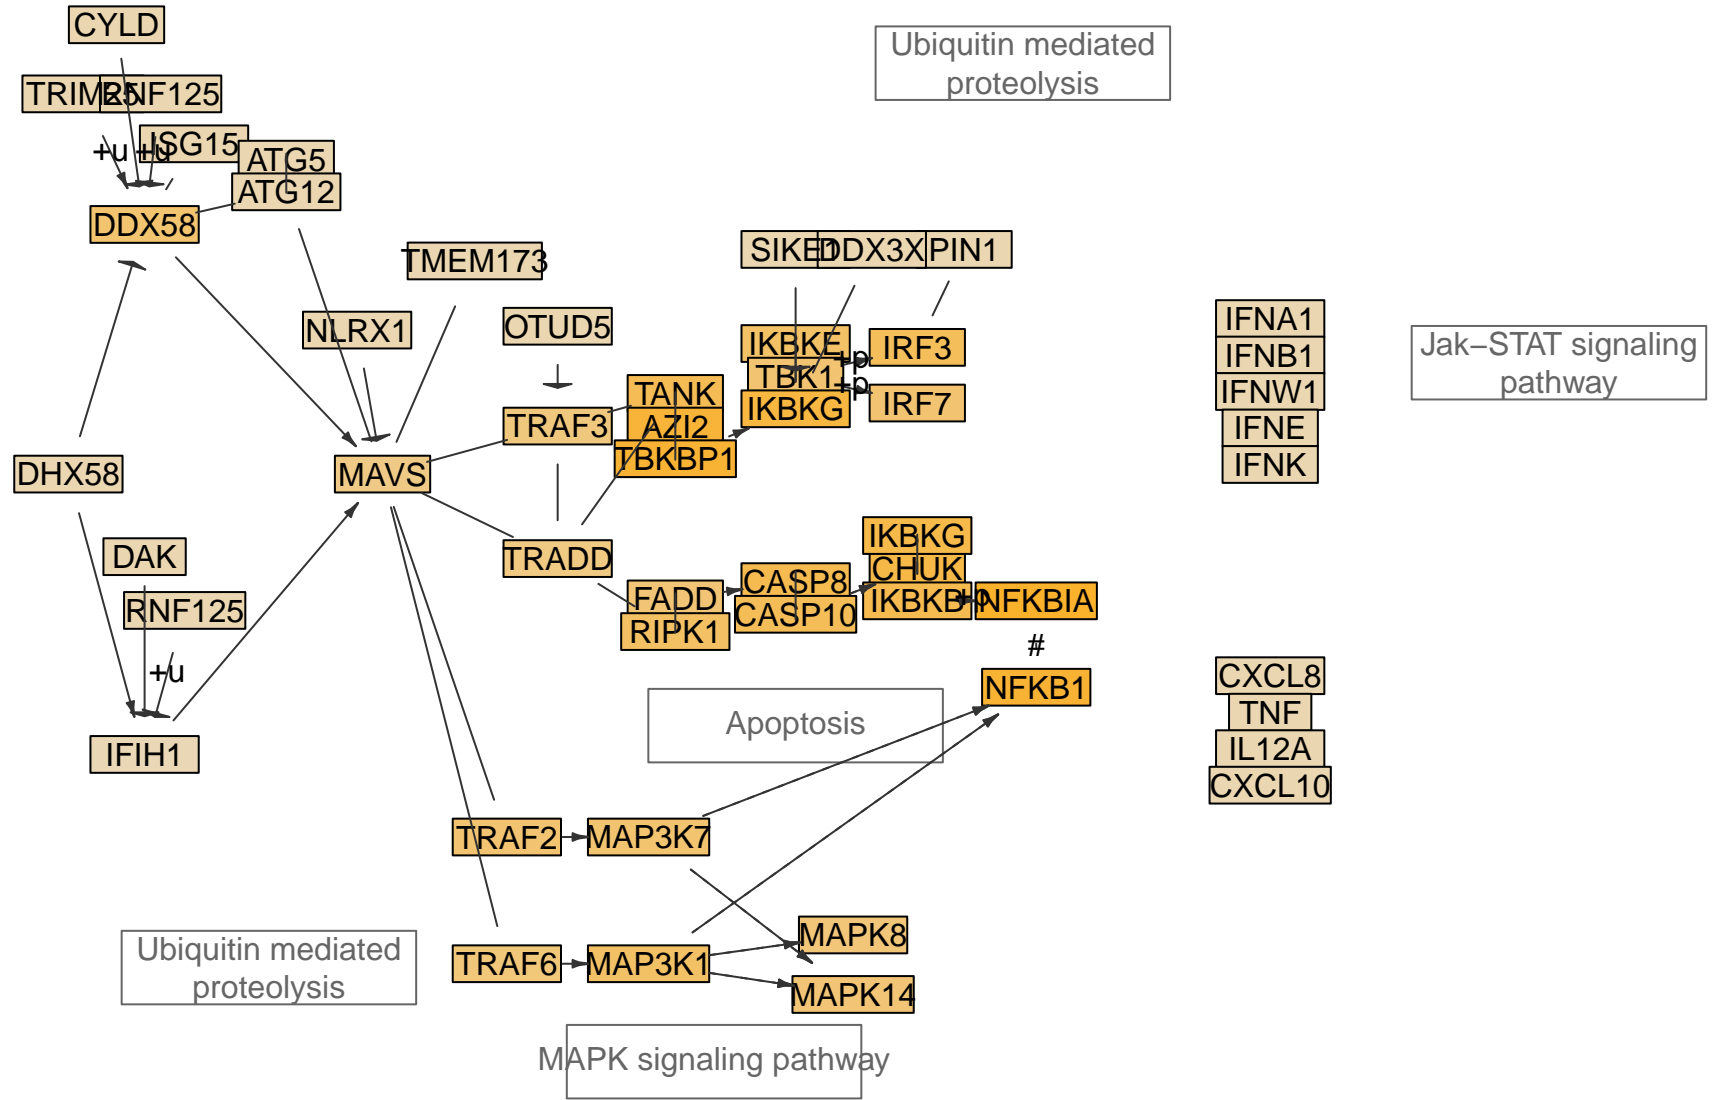 CYLD
Ubiquitin mediated
proteolysis
TRIM25
RNF125
ISG15
+u
+u
ATG5
ATG12
DDX58
TMEM173
SIKE1
DDX3X
PIN1
NLRX1
OTUD5
IKBKE
+p
IRF3
TBK1
+p
IKBKG
IRF7
IFNA1
IFNB1
IFNW1
IFNE
IFNK
Jak−STAT signaling
pathway
TANK
TRAF3
AZI2
TBKBP1
DHX58
MAVS
DAK
RNF125
+u
IFIH1
TRADD
FADD
RIPK1
CASP8
CASP10
IKBKG
CHUK
IKBKB
+p
NFKBIA
#
NFKB1
CXCL8
TNF
IL12A
CXCL10
Apoptosis
TRAF2
MAP3K7
Ubiquitin mediated
proteolysis
TRAF6
MAP3K1
MAPK8
MAPK14
MAPK signaling pathway